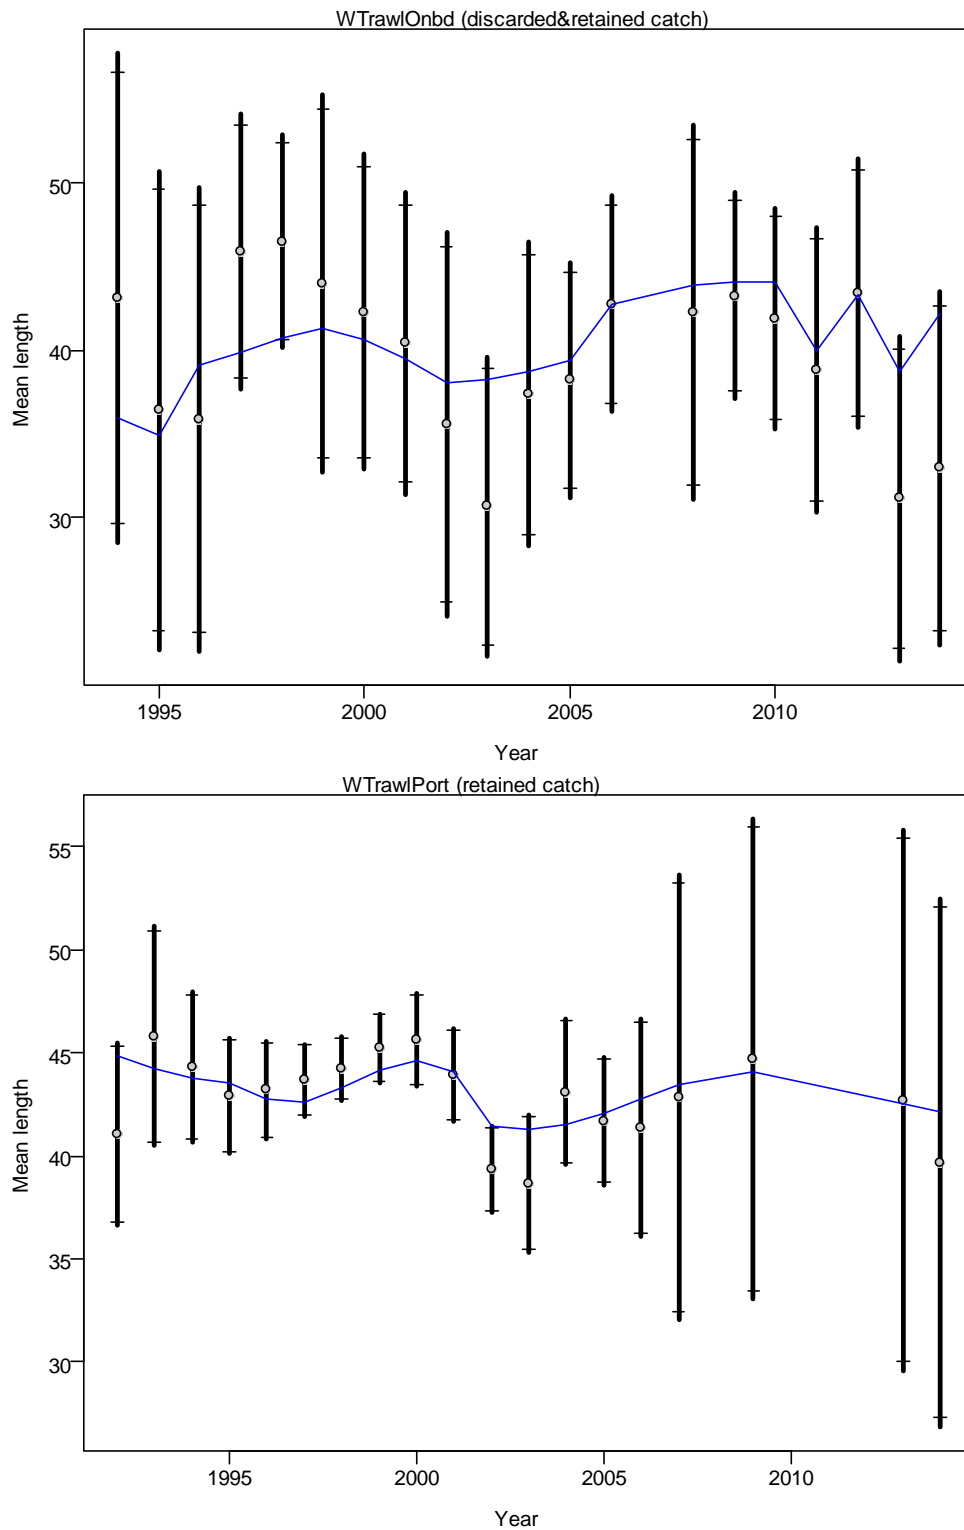 WTrawlOnbd (discarded&retained catch)
50
40
30
Mean length
1995 2000 2005 2010
Year
WTrawlPort (retained catch)
55
50
45
40
35
30
Mean length
1995 2000 2005 2010
Year